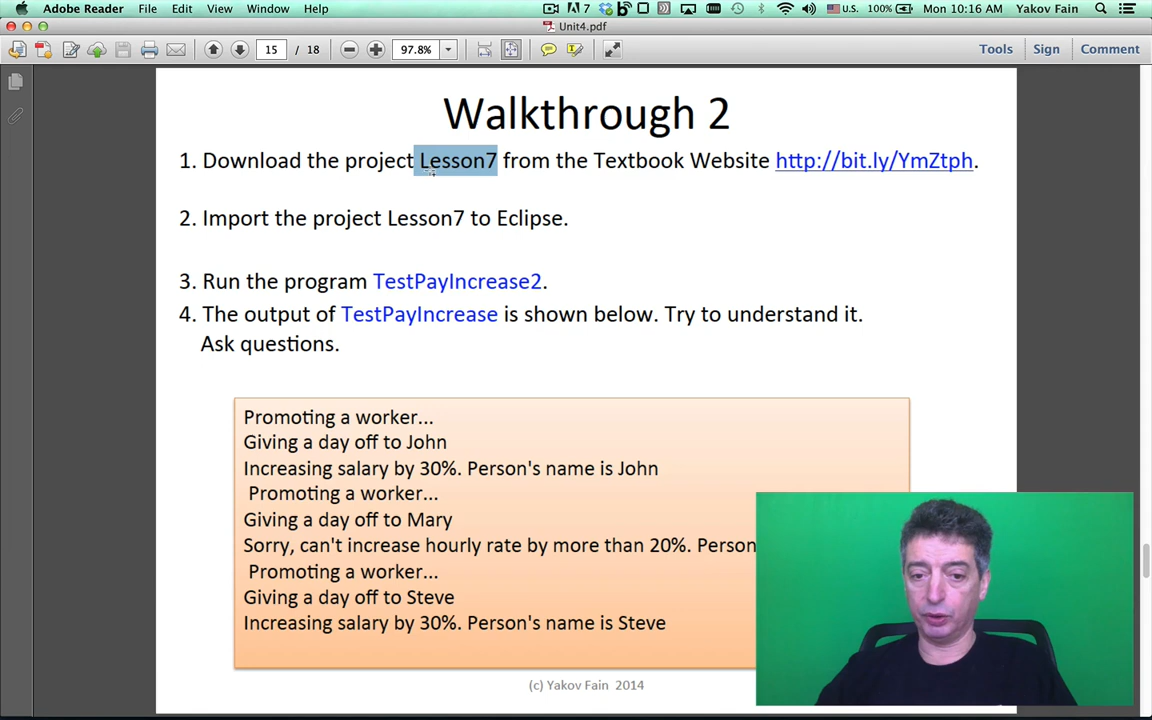 Adobe Reader File Edit View Window Help 7 U.S. 100% Mon 10:16 AM Yakov Fain
Unit4.pdf
15 / 18 97.8% Tools Sign Comment
Walkthrough 2
1. Download the project Lesson7 from the Textbook Website http://bit.ly/YmZtph.
2. Import the project Lesson7 to Eclipse.
3. Run the program TestPayIncrease2.
4. The output of TestPayIncrease is shown below. Try to understand it.
Ask questions.
Promoting a worker...
Giving a day off to John
Increasing salary by 30%. Person's name is John
Promoting a worker...
Giving a day off to Mary
Sorry, can't increase hourly rate by more than 20%. Person
Promoting a worker...
Giving a day off to Steve
Increasing salary by 30%. Person's name is Steve
(c) Yakov Fain 2014